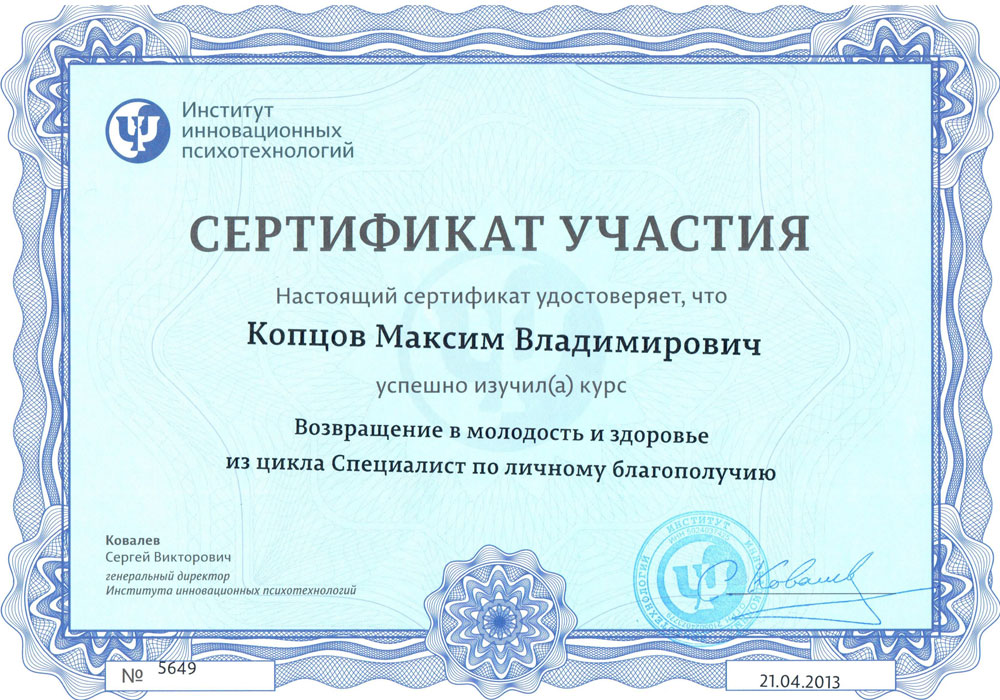 Институт
инновационных
психотехнологий
СЕРТИФИКАТ УЧАСТИЯ
Настоящий сертификат удостоверяет, что
Копцов Максим Владимирович
успешно изучил(а) курс
Возвращение в молодость и здоровье
из цикла Специалист по личному благополучию
Ковалев
Сергей Викторович
генеральный директор
Института инновационных психотехнологий
ИНСТИТУТ
ТЕХНОЛОГИЙ
С. Ковалев
№ 5649
21.04.2013